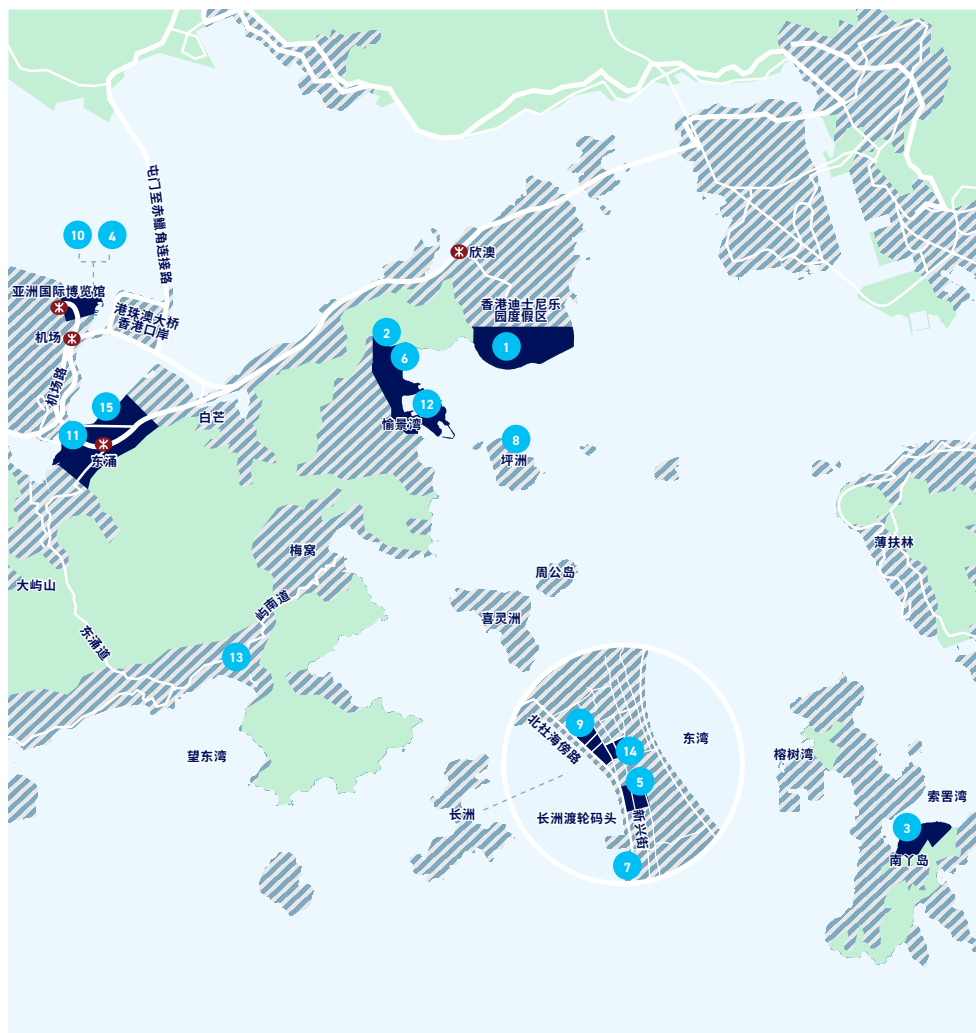 屯门至赤鱲角连接路
10
4
欣澳
亚洲国际博览馆
港珠澳大桥
香港口岸
香港迪士尼乐
园度假区
机场
2
6
1
机场路
15
12
白芒
愉景湾
11
8
东涌
坪洲
薄扶林
梅窝
周公岛
大屿山
屿南道
喜灵洲
东涌道
13
北社海傍路
9
14
东湾
望东湾
榕树湾
5
索罟湾
长洲
长洲渡轮码头
新兴街
3
南丫岛
7